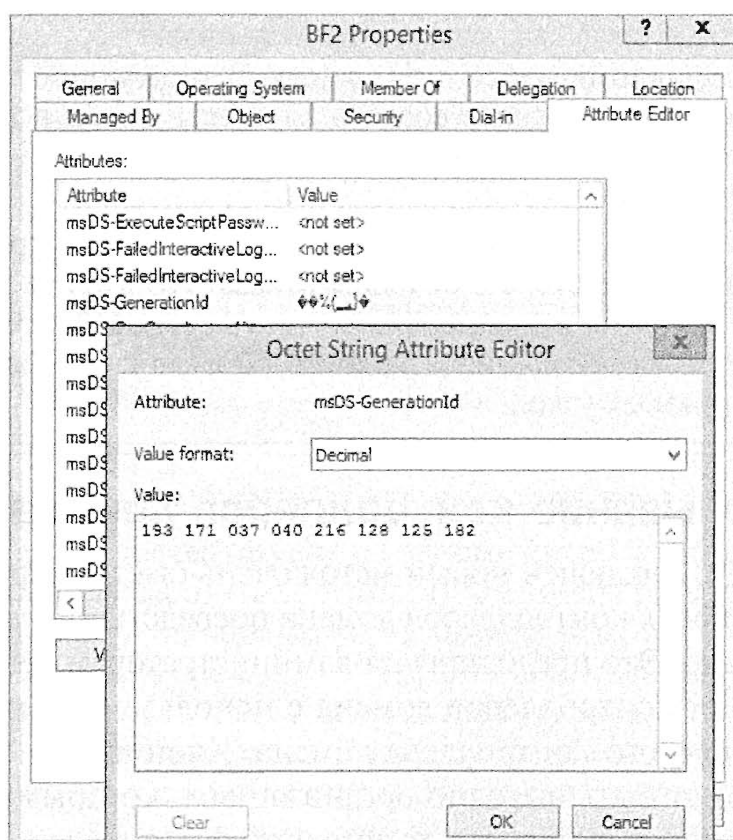 BF2 Properties
? x
General Operating System Member Of Delegation Location
Managed By Object Security Dial-in Attribute Editor
Attributes:
Attribute Value
msDS-ExecuteScriptPassw... <not set>
msDS-FailedInteractiveLog... <not set>
msDS-FailedInteractiveLog... <not set>
msDS-GenerationId
msDS
msDS
msDS
msDS
msDS
msDS
msDS
msDS
msDS
Octet String Attribute Editor
x
Attribute: msDS-GenerationId
Value format: Decimal
Value:
193 171 037 040 216 128 125 182
Clear OK Cancel